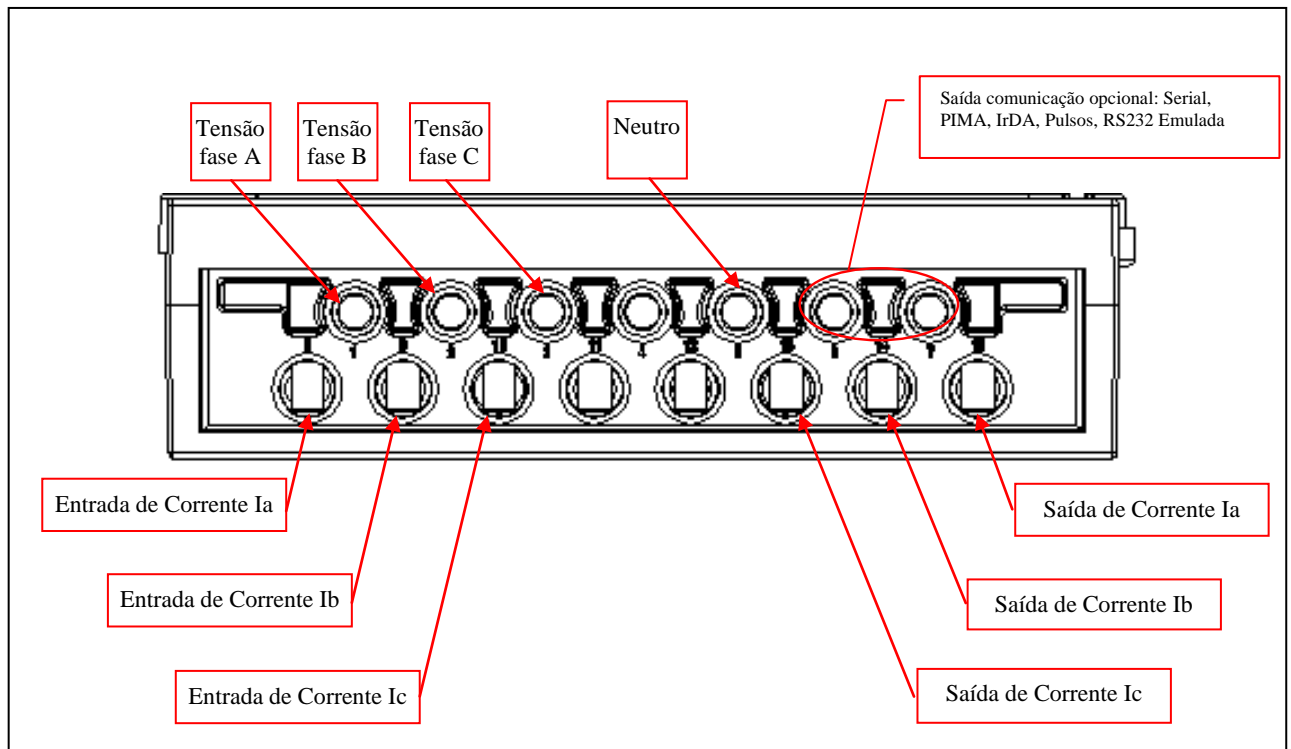 Tensão
fase A
Tensão
fase B
Tensão
fase C
Neutro
Saída comunicação opcional: Serial,
PIMA, IrDA, Pulsos, RS232 Emulada
Entrada de Corrente Ia
Saída de Corrente Ia
Entrada de Corrente Ib
Saída de Corrente Ib
Entrada de Corrente Ic
Saída de Corrente Ic